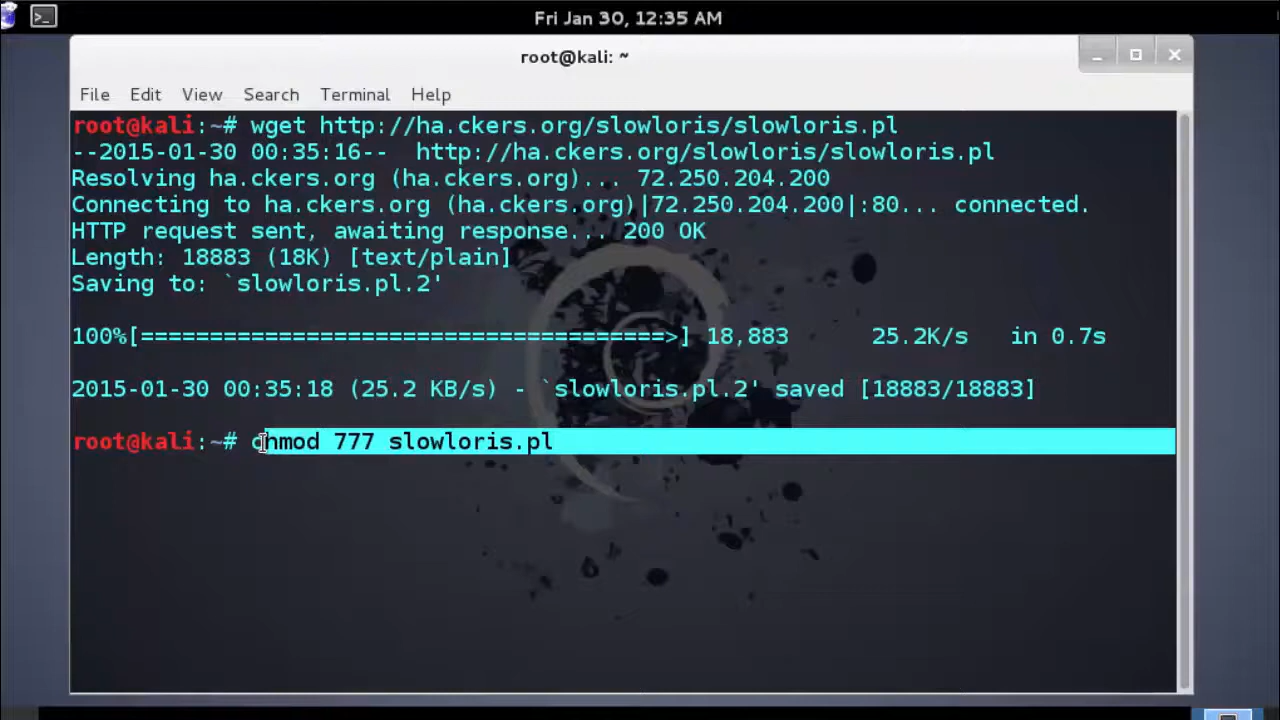 Fri Jan 30, 12:35 AM
root@kali: ~
File Edit View Search Terminal Help
root@kali:~# wget http://ha.ckers.org/slowloris/slowloris.pl
--2015-01-30 00:35:16-- http://ha.ckers.org/slowloris/slowloris.pl
Resolving ha.ckers.org (ha.ckers.org)... 72.250.204.200
Connecting to ha.ckers.org (ha.ckers.org)|72.250.204.200|:80... connected.
HTTP request sent, awaiting response... 200 OK
Length: 18883 (18K) [text/plain]
Saving to: `slowloris.pl.2'
100%[======================================>] 18,883 25.2K/s in 0.7s
2015-01-30 00:35:18 (25.2 KB/s) - `slowloris.pl.2' saved [18883/18883]
root@kali:~# chmod 777 slowloris.pl